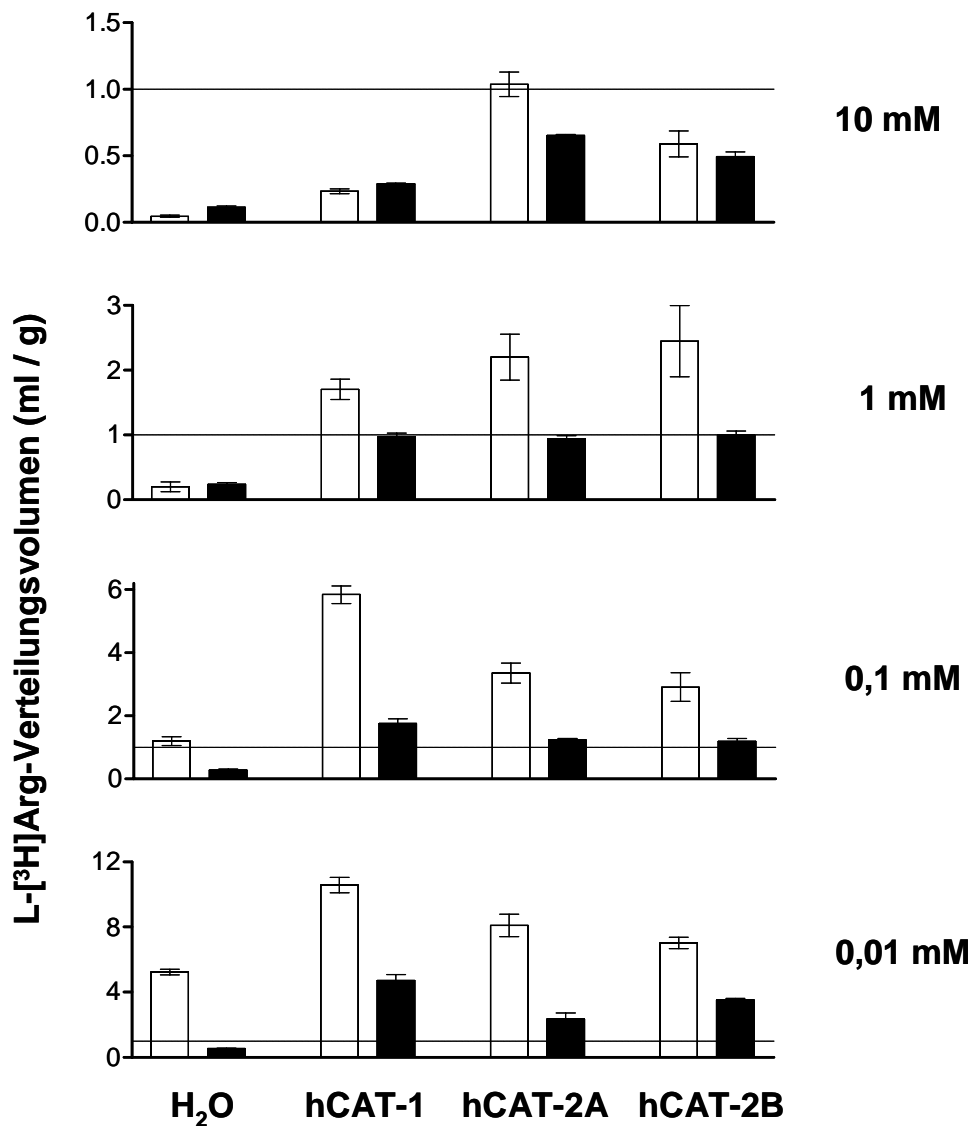 L-[³H]Arg-Verteilungsvolumen (ml / g)
1.5
1.0
0.5
0.0
10 mM
3
2
1
0
1 mM
6
4
2
0
0,1 mM
12
8
4
0
0,01 mM
H₂O hCAT-1 hCAT-2A hCAT-2B